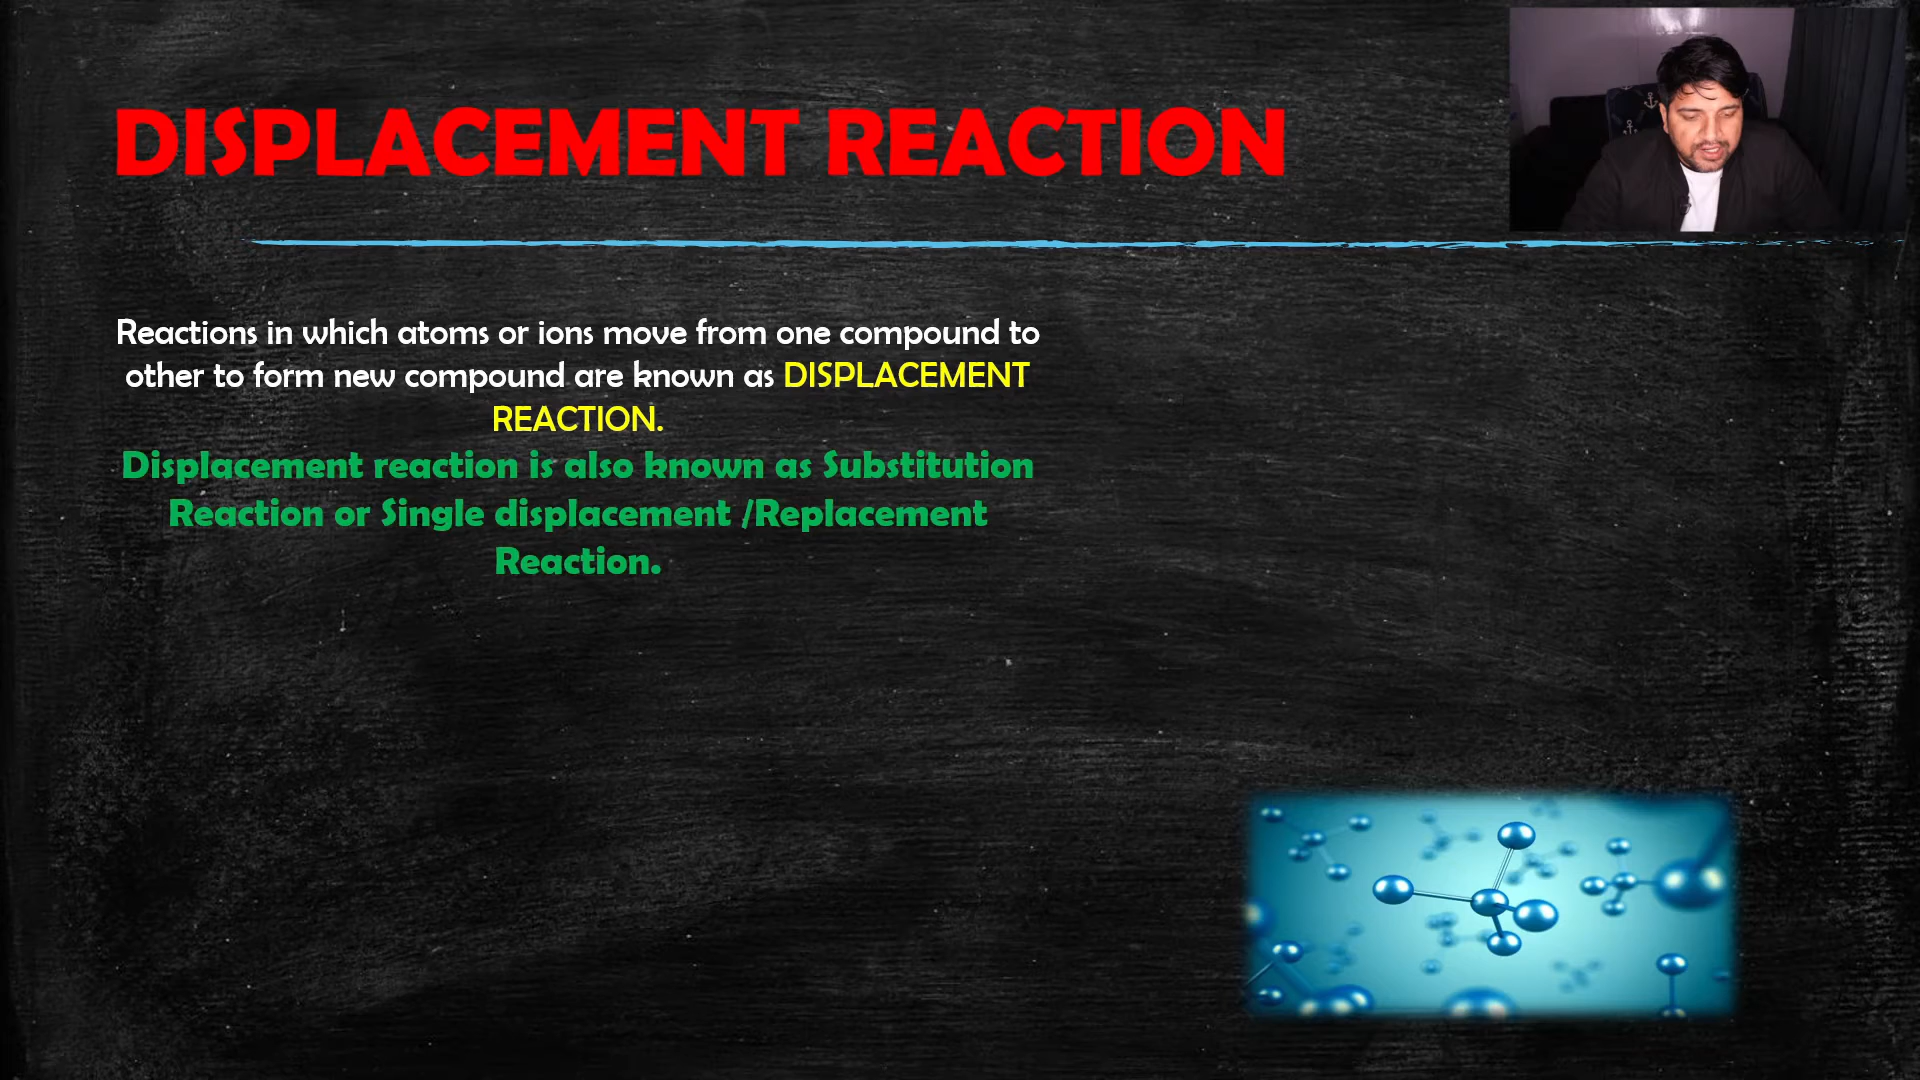 DISPLACEMENT REACTION
Reactions in which atoms or ions move from one compound to
other to form new compound are known as DISPLACEMENT
REACTION.
Displacement reaction is also known as Substitution
Reaction or Single displacement /Replacement
Reaction.